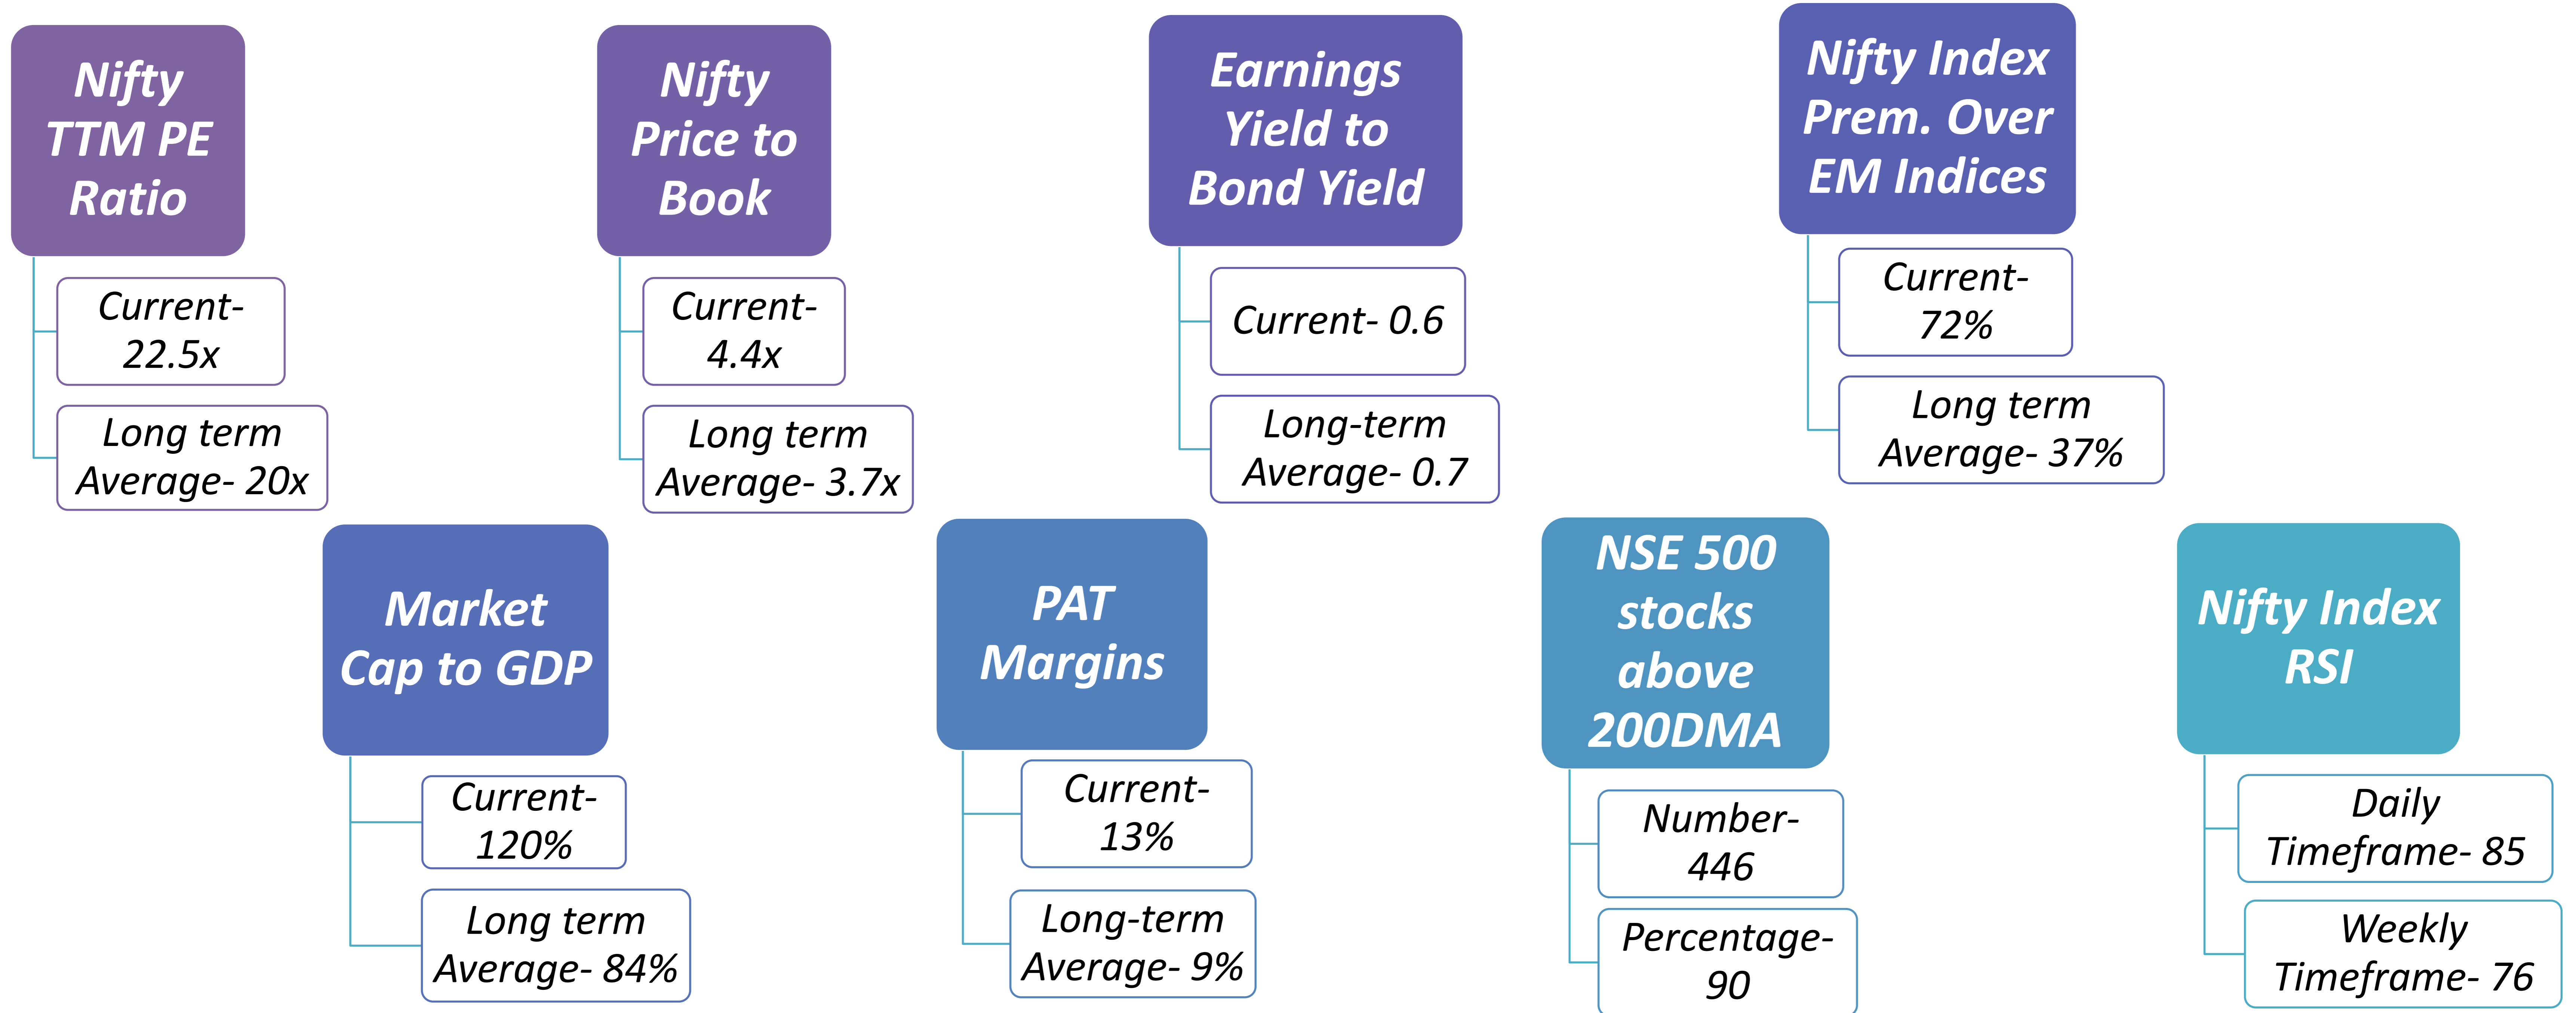 Nifty
TTM PE
Ratio
Current-
22.5x
Long term
Average- 20x
Nifty
Price to
Book
Current-
4.4x
Long term
Average- 3.7x
Earnings
Yield to
Bond Yield
Current- 0.6
Long-term
Average- 0.7
Nifty Index
Prem. Over
EM Indices
Current-
72%
Long term
Average- 37%
Market
Cap to GDP
Current-
120%
Long term
Average- 84%
PAT
Margins
Current-
13%
Long-term
Average- 9%
NSE 500
stocks
above
200DMA
Number-
446
Percentage-
90
Nifty Index
RSI
Daily
Timeframe- 85
Weekly
Timeframe- 76